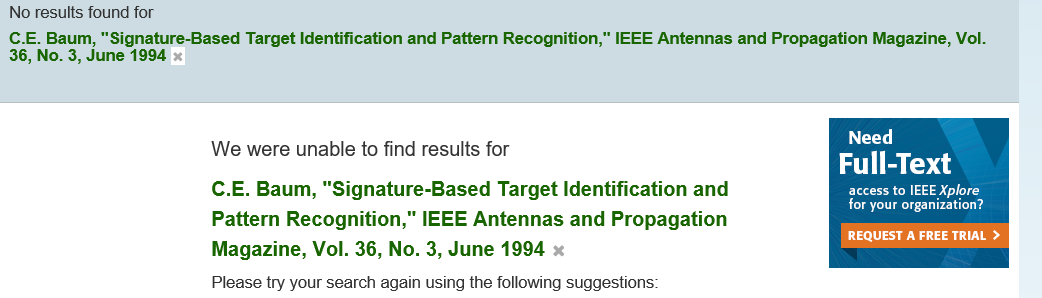 No results found for
C.E. Baum, "Signature-Based Target Identification and Pattern Recognition," IEEE Antennas and Propagation Magazine, Vol.
36, No. 3, June 1994 ×
We were unable to find results for
C.E. Baum, "Signature-Based Target Identification and
Pattern Recognition," IEEE Antennas and Propagation
Magazine, Vol. 36, No. 3, June 1994 ×
Please try your search again using the following suggestions:
Need
Full-Text
access to IEEE Xplore
for your organization?
REQUEST A FREE TRIAL >